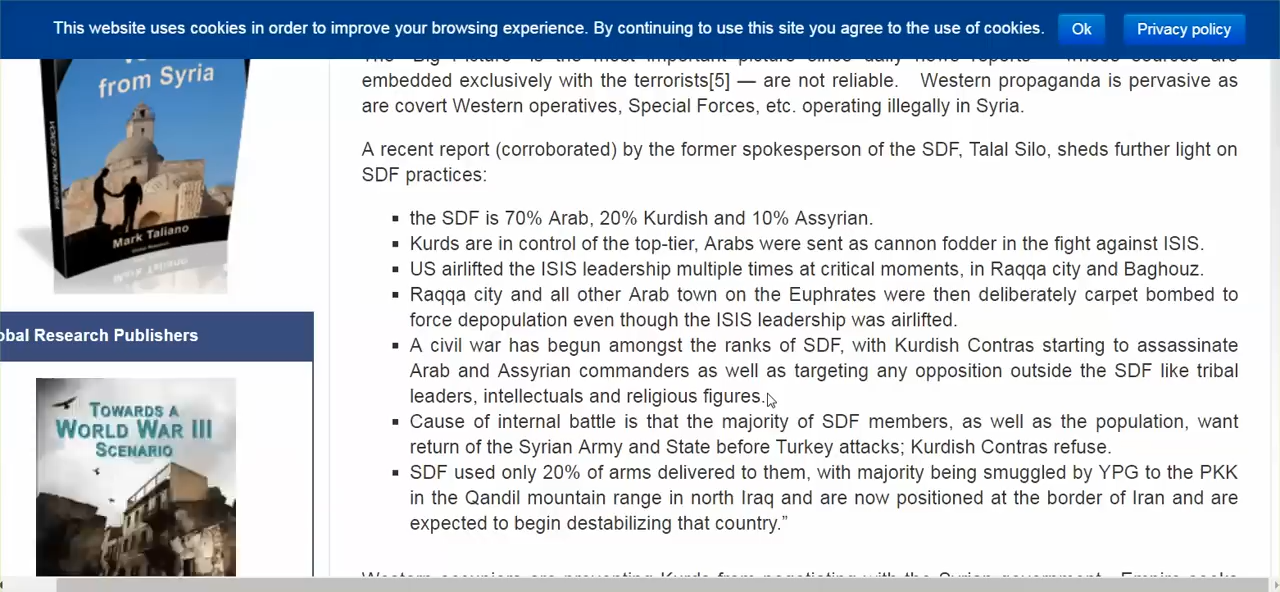 This website uses cookies in order to improve your browsing experience. By continuing to use this site you agree to the use of cookies.
Ok
Privacy policy
from Syria
Mark Taliano
obal Research Publishers
TOWARDS A
WORLD WAR III
SCENARIO
embedded exclusively with the terrorists[5] — are not reliable. Western propaganda is pervasive as
are covert Western operatives, Special Forces, etc. operating illegally in Syria.
A recent report (corroborated) by the former spokesperson of the SDF, Talal Silo, sheds further light on
SDF practices:
▪ the SDF is 70% Arab, 20% Kurdish and 10% Assyrian.
▪ Kurds are in control of the top-tier, Arabs were sent as cannon fodder in the fight against ISIS.
▪ US airlifted the ISIS leadership multiple times at critical moments, in Raqqa city and Baghouz.
▪ Raqqa city and all other Arab town on the Euphrates were then deliberately carpet bombed to
force depopulation even though the ISIS leadership was airlifted.
▪ A civil war has begun amongst the ranks of SDF, with Kurdish Contras starting to assassinate
Arab and Assyrian commanders as well as targeting any opposition outside the SDF like tribal
leaders, intellectuals and religious figures.
▪ Cause of internal battle is that the majority of SDF members, as well as the population, want
return of the Syrian Army and State before Turkey attacks; Kurdish Contras refuse.
▪ SDF used only 20% of arms delivered to them, with majority being smuggled by YPG to the PKK
in the Qandil mountain range in north Iraq and are now positioned at the border of Iran and are
expected to begin destabilizing that country.”